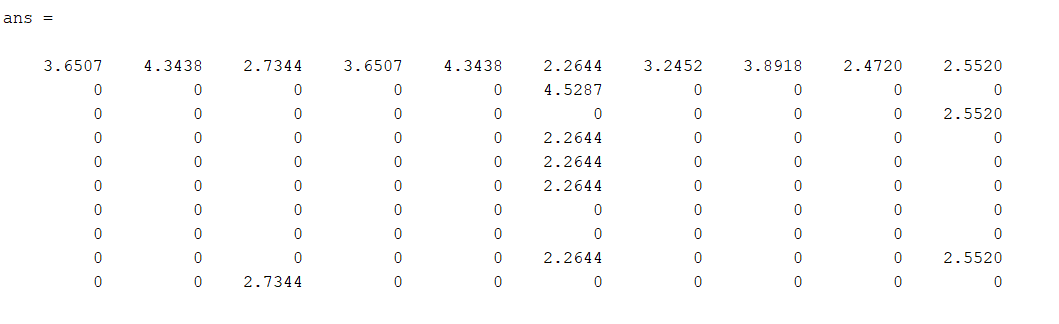 ans =
3.6507 4.3438 2.7344 3.6507 4.3438 2.2644 3.2452 3.8918 2.4720 2.5520
0 0 0 0 0 4.5287 0 0 0 0
0 0 0 0 0 0 0 0 0 2.5520
0 0 0 0 0 2.2644 0 0 0 0
0 0 0 0 0 2.2644 0 0 0 0
0 0 0 0 0 2.2644 0 0 0 0
0 0 0 0 0 0 0 0 0 0
0 0 0 0 0 0 0 0 0 0
0 0 0 0 0 2.2644 0 0 0 2.5520
0 0 2.7344 0 0 0 0 0 0 0